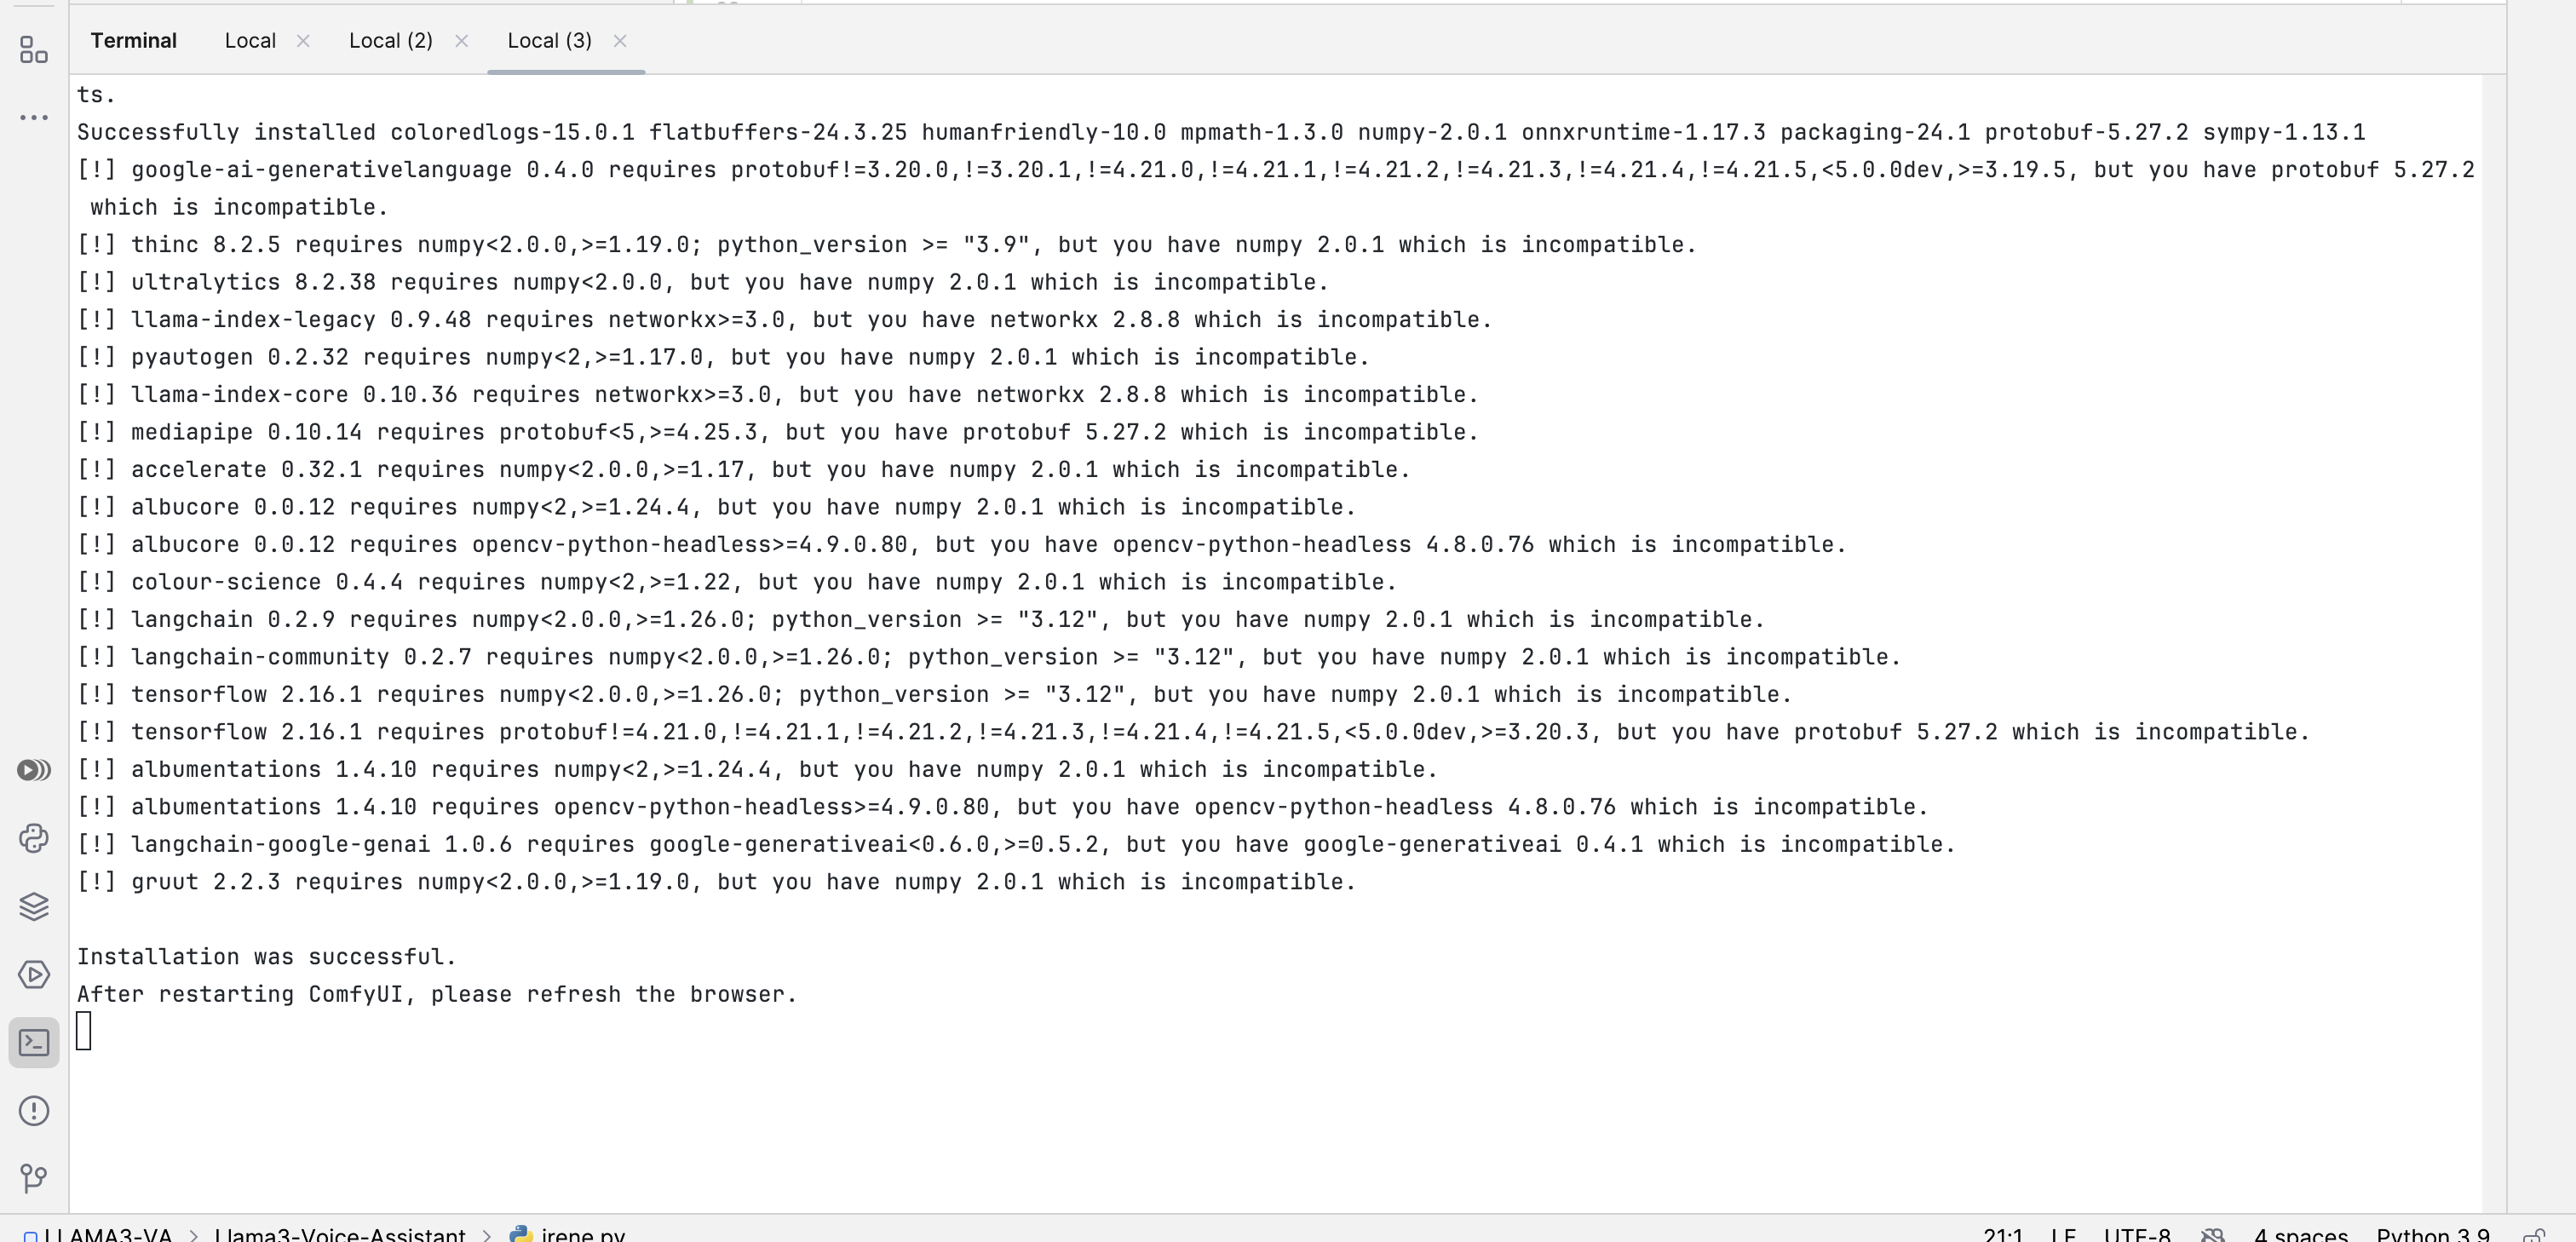 Terminal Local Local (2) Local (3)
ts.
Successfully installed coloredlogs-15.0.1 flatbuffers-24.3.25 humanfriendly-10.0 mpmath-1.3.0 numpy-2.0.1 onnxruntime-1.17.3 packaging-24.1 protobuf-5.27.2 sympy-1.13.1
[!] google-ai-generativelanguage 0.4.0 requires protobuf!=3.20.0,!=3.20.1,!=4.21.0,!=4.21.1,!=4.21.2,!=4.21.3,!=4.21.4,!=4.21.5,<5.0.0dev,>=3.19.5, but you have protobuf 5.27.2
which is incompatible.
[!] thinc 8.2.5 requires numpy<2.0.0,>=1.19.0; python_version >= "3.9", but you have numpy 2.0.1 which is incompatible.
[!] ultralytics 8.2.38 requires numpy<2.0.0, but you have numpy 2.0.1 which is incompatible.
[!] llama-index-legacy 0.9.48 requires networkx>=3.0, but you have networkx 2.8.8 which is incompatible.
[!] pyautogen 0.2.32 requires numpy<2,>=1.17.0, but you have numpy 2.0.1 which is incompatible.
[!] llama-index-core 0.10.36 requires networkx>=3.0, but you have networkx 2.8.8 which is incompatible.
[!] mediapipe 0.10.14 requires protobuf<5,>=4.25.3, but you have protobuf 5.27.2 which is incompatible.
[!] accelerate 0.32.1 requires numpy<2.0.0,>=1.17, but you have numpy 2.0.1 which is incompatible.
[!] albucore 0.0.12 requires numpy<2,>=1.24.4, but you have numpy 2.0.1 which is incompatible.
[!] albucore 0.0.12 requires opencv-python-headless>=4.9.0.80, but you have opencv-python-headless 4.8.0.76 which is incompatible.
[!] colour-science 0.4.4 requires numpy<2,>=1.22, but you have numpy 2.0.1 which is incompatible.
[!] langchain 0.2.9 requires numpy<2.0.0,>=1.26.0; python_version >= "3.12", but you have numpy 2.0.1 which is incompatible.
[!] langchain-community 0.2.7 requires numpy<2.0.0,>=1.26.0; python_version >= "3.12", but you have numpy 2.0.1 which is incompatible.
[!] tensorflow 2.16.1 requires numpy<2.0.0,>=1.26.0; python_version >= "3.12", but you have numpy 2.0.1 which is incompatible.
[!] tensorflow 2.16.1 requires protobuf!=4.21.0,!=4.21.1,!=4.21.2,!=4.21.3,!=4.21.4,!=4.21.5,<5.0.0dev,>=3.20.3, but you have protobuf 5.27.2 which is incompatible.
[!] albumentations 1.4.10 requires numpy<2,>=1.24.4, but you have numpy 2.0.1 which is incompatible.
[!] albumentations 1.4.10 requires opencv-python-headless>=4.9.0.80, but you have opencv-python-headless 4.8.0.76 which is incompatible.
[!] langchain-google-genai 1.0.6 requires google-generativeai<0.6.0,>=0.5.2, but you have google-generativeai 0.4.1 which is incompatible.
[!] gruut 2.2.3 requires numpy<2.0.0,>=1.19.0, but you have numpy 2.0.1 which is incompatible.
Installation was successful.
After restarting ComfyUI, please refresh the browser.
LLAMA3-VA > Llama3-Voice-Assistant > irene.py 21:1 LF UTF-8 4 spaces Python 3.9